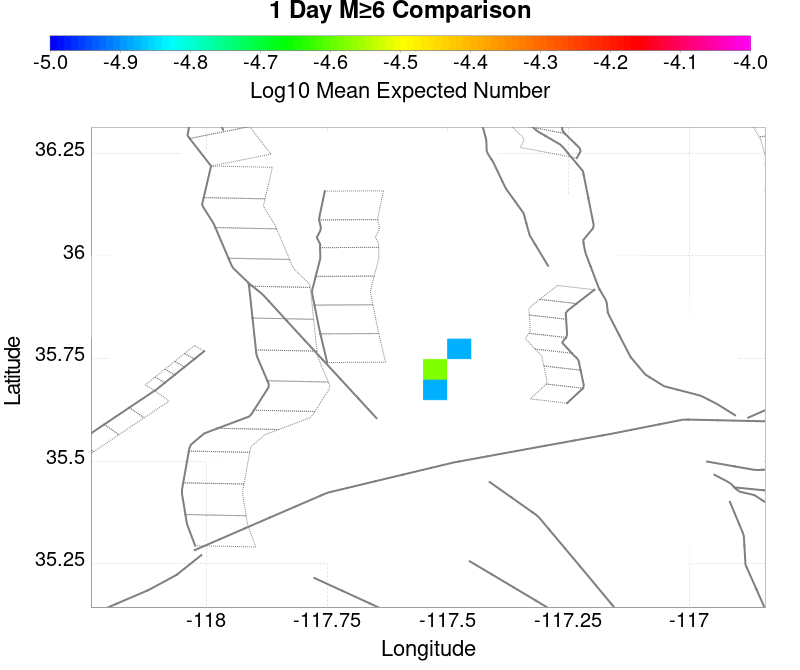 1 Day M≥6 Comparison
-5.0 -4.9 -4.8 -4.7 -4.6 -4.5 -4.4 -4.3 -4.2 -4.1 -4.0
Log10 Mean Expected Number
36.25
36
35.75
35.5
35.25
Latitude
-118 -117.75 -117.5 -117.25 -117
Longitude